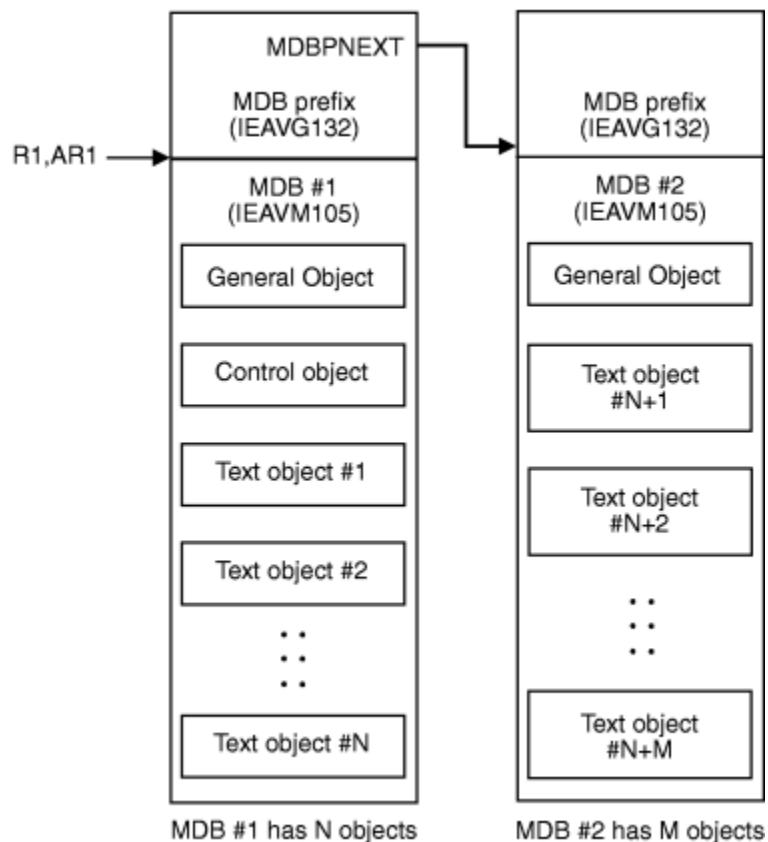 MDBPNEXT
MDB prefix
(IEAVG132)
R1,AR1
MDB #1
(IEAVM105)
General Object
Control object
Text object #1
Text object #2
Text object #N
MDB #1 has N objects
MDB prefix
(IEAVG132)
MDB #2
(IEAVM105)
General Object
Text object
#N+1
Text object
#N+2
Text object
#N+M
MDB #2 has M objects